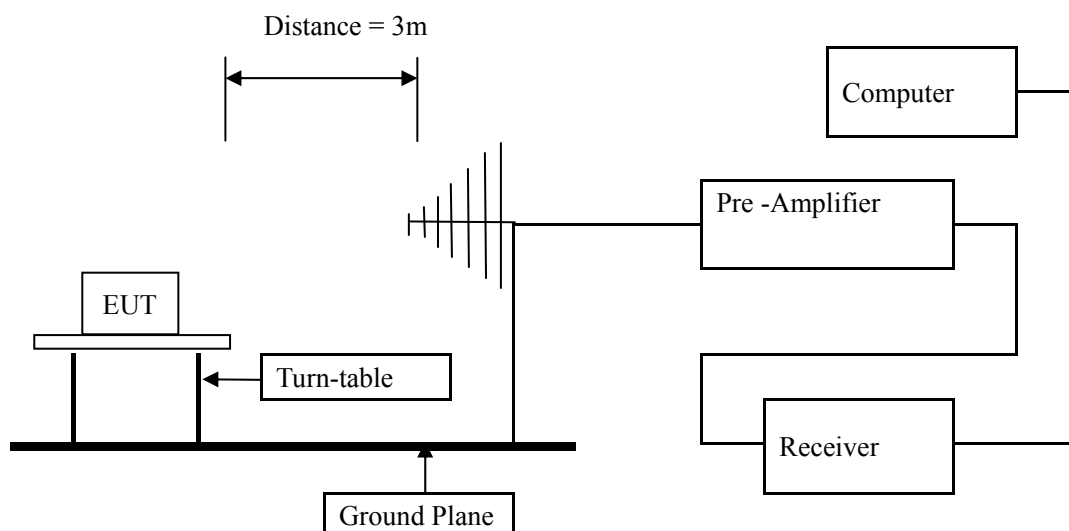 Distance = 3m
Computer
Pre -Amplifier
EUT
Turn-table
Receiver
Ground Plane